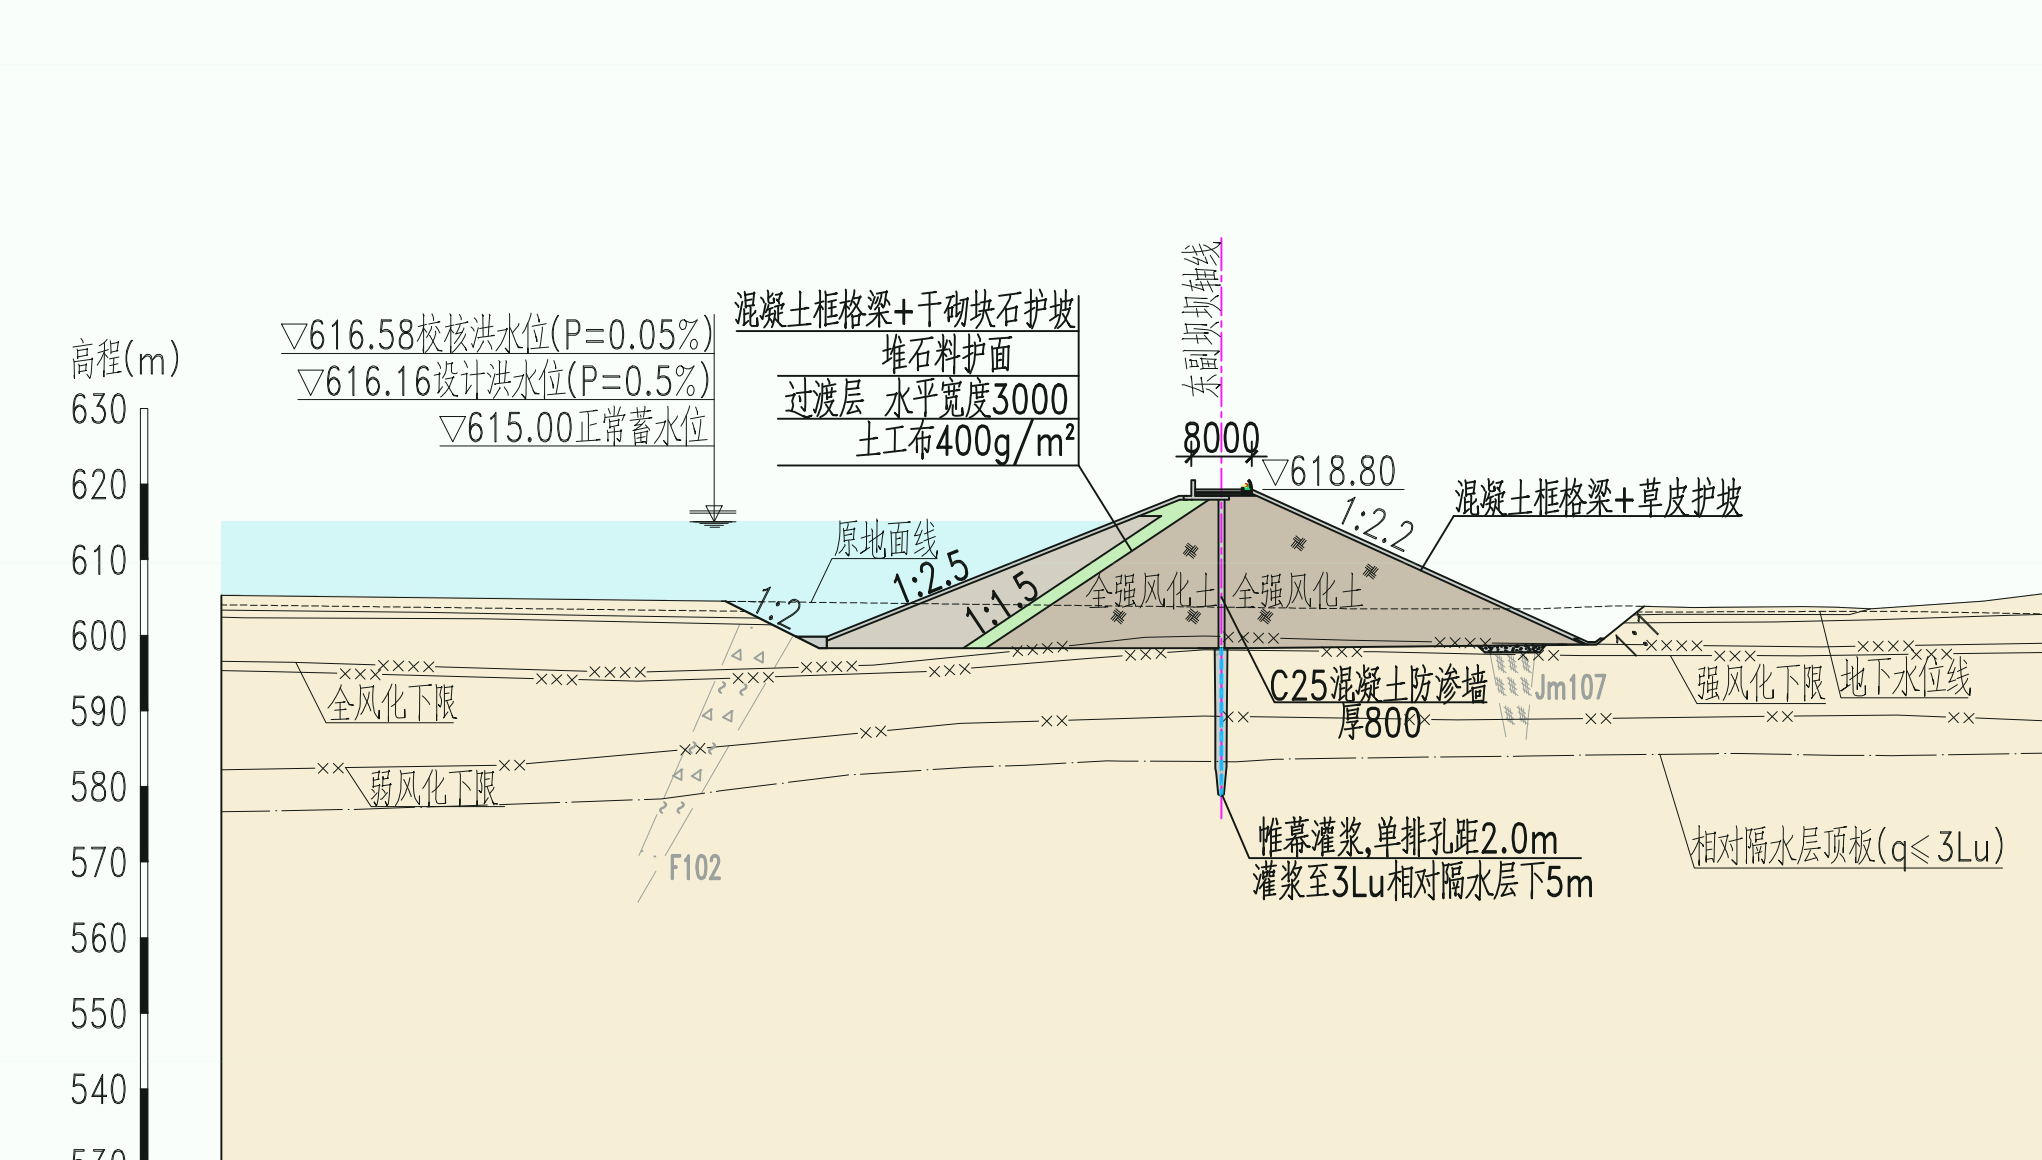 东副坝坝轴线
混凝土框格梁+干砌块石护坡
▽616.58校核洪水位(P=0.05%)
高程(m)
堆石料护面
▽616.16设计洪水位(P=0.5%)
过渡层 水平宽度3000
▽615.00正常蓄水位
土工布400g/m²
8000
▽618.80
混凝土框格梁+草皮护坡
1:2.2
630
620
610
600
590
580
570
560
550
540
530
原地面线
1:2.5
1:1.5
1:2
全强风化土
全强风化土
1:1
C25混凝土防渗墙
厚800
Jm107
强风化下限
地下水位线
全风化下限
弱风化下限
F102
帷幕灌浆,单排孔距2.0m
灌浆至3Lu相对隔水层下5m
相对隔水层顶板(q≤3Lu)